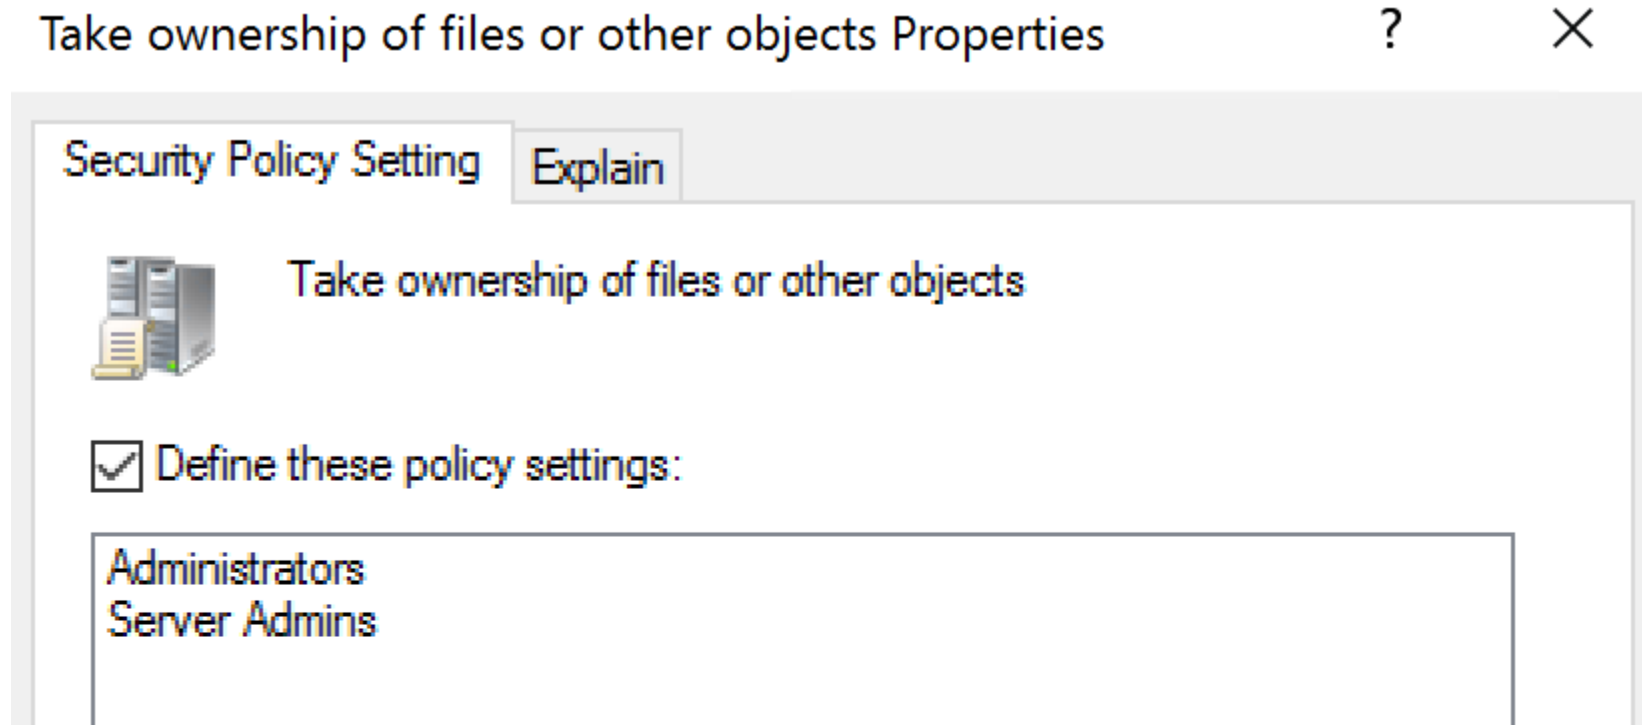 Take ownership of files or other objects Properties ? ✕
Security Policy Setting Explain
Take ownership of files or other objects
Define these policy settings:
Administrators
Server Admins